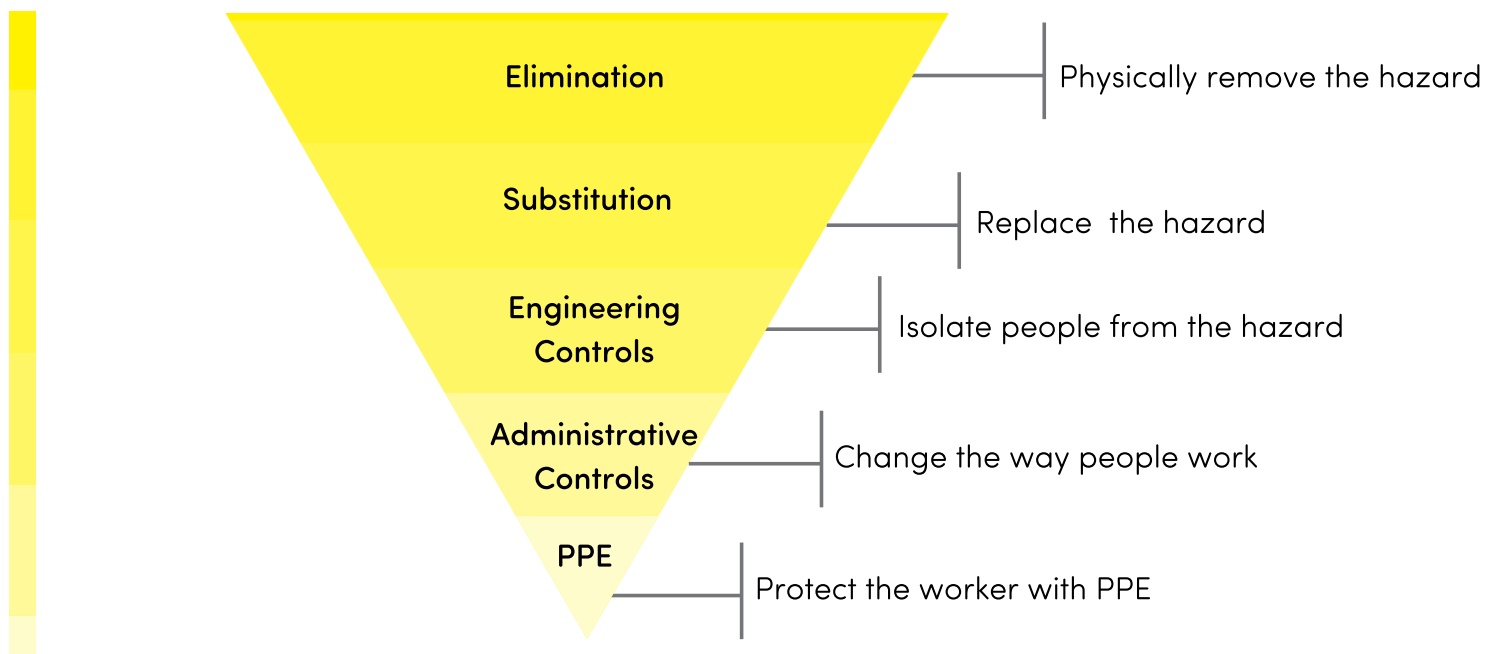 Elimination
Physically remove the hazard
Substitution
Replace  the hazard
Engineering
Controls
Isolate people from the hazard
Administrative
Controls
Change the way people work
PPE
Protect the worker with PPE